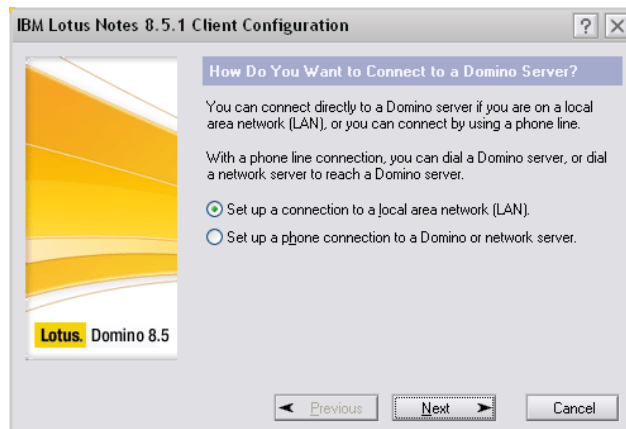 IBM Lotus Notes 8.5.1 Client Configuration
How Do You Want to Connect to a Domino Server?
You can connect directly to a Domino server if you are on a local
area network (LAN), or you can connect by using a phone line.
With a phone line connection, you can dial a Domino server, or dial
a network server to reach a Domino server.
Set up a connection to a local area network (LAN).
Set up a phone connection to a Domino or network server.
Lotus. Domino 8.5
Previous
Next
Cancel